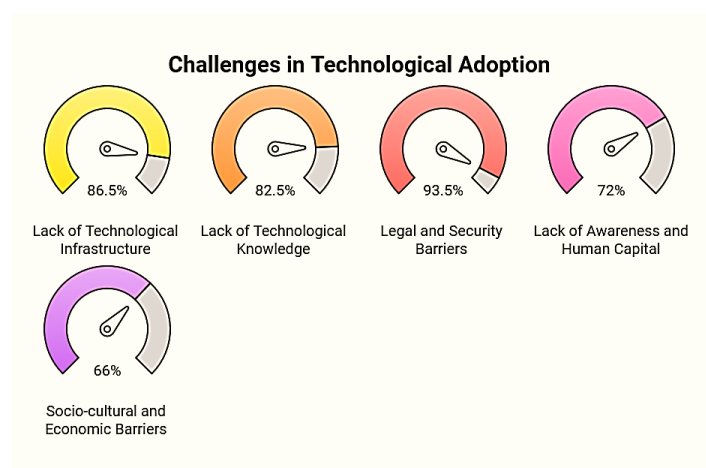 Challenges in Technological Adoption
86.5%
82.5%
93.5%
72%
Lack of Technological
Infrastructure
Lack of Technological
Knowledge
Legal and Security
Barriers
Lack of Awareness and
Human Capital
66%
Socio-cultural and
Economic Barriers